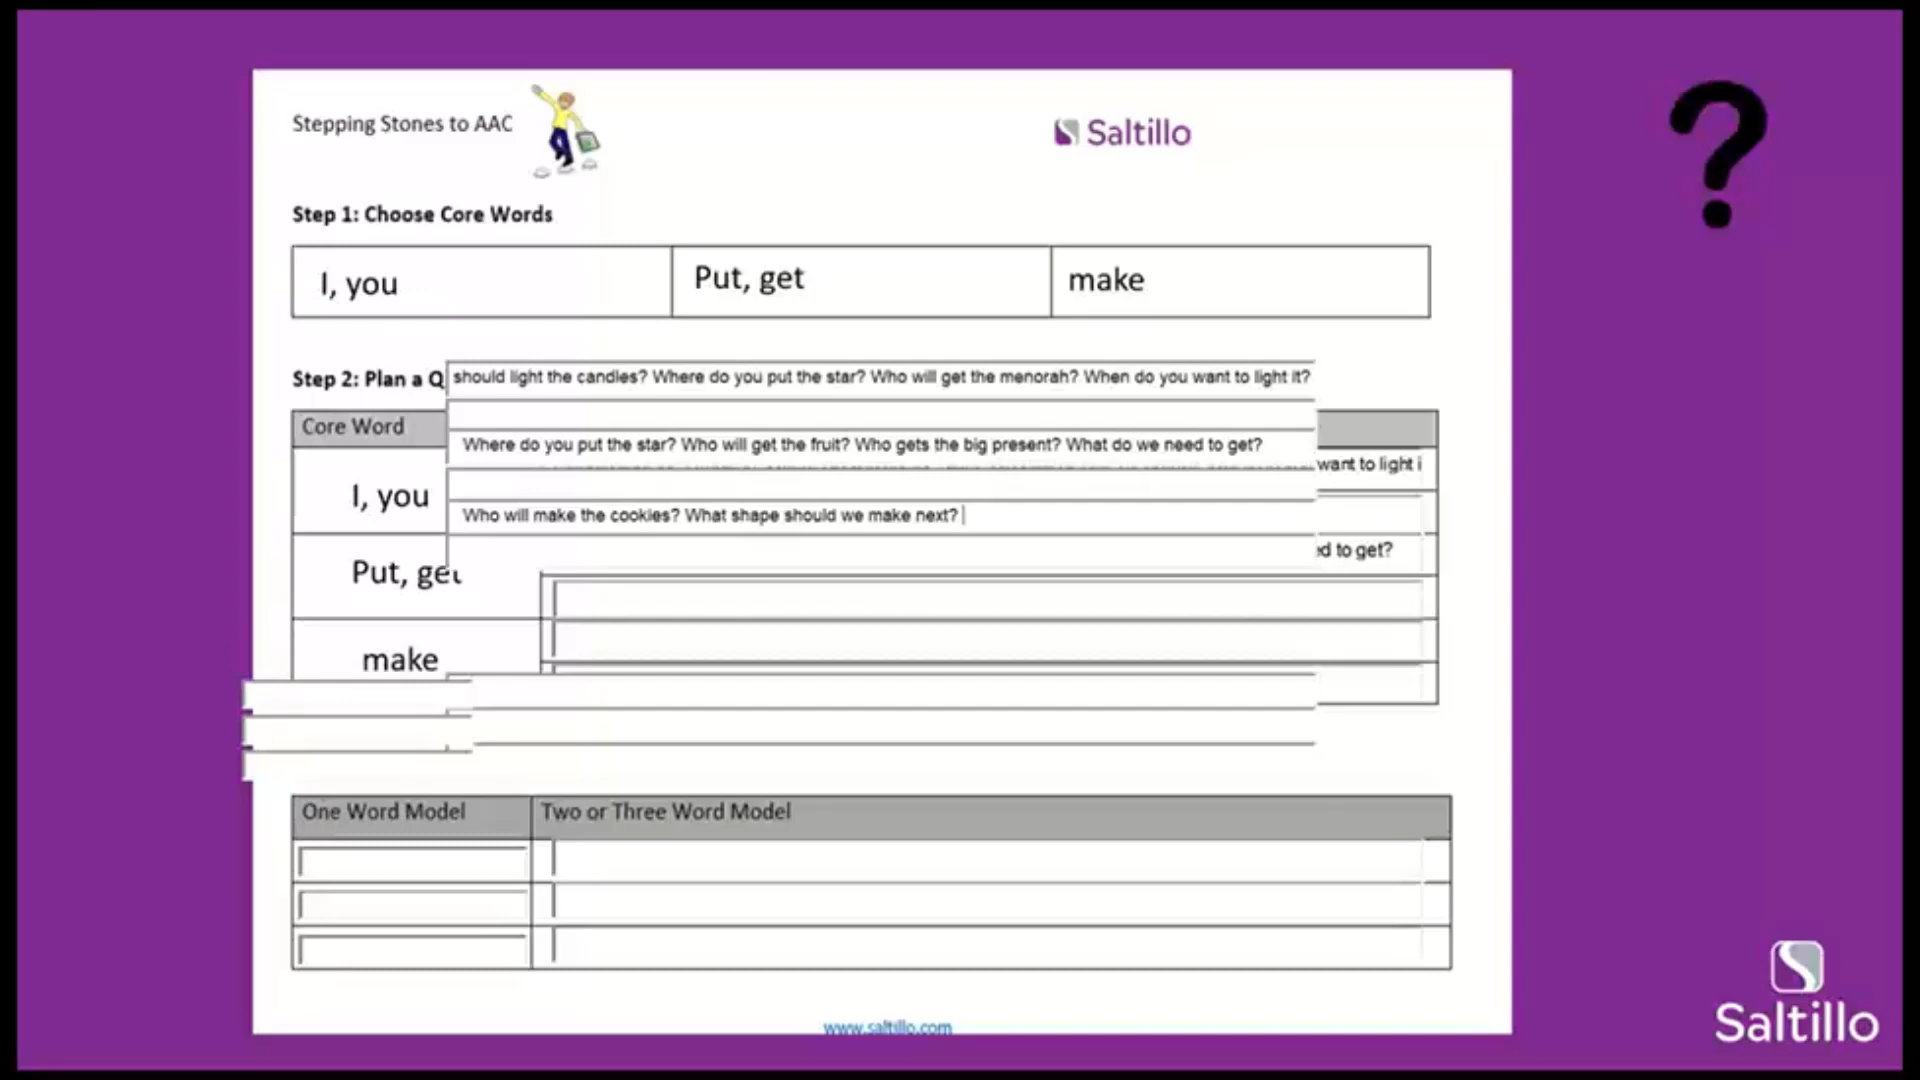 Stepping Stones to AAC
Saltillo
?
Step 1: Choose Core Words
I, you
Put, get
make
Step 2: Plan a Q
should light the candles? Where do you put the star? Who will get the menorah? When do you want to light it?
Core Word
Where do you put the star? Who will get the fruit? Who gets the big present? What do we need to get?
want to light i
I, you
Who will make the cookies? What shape should we make next?
ed to get?
Put, get
make
One Word Model
Two or Three Word Model
www.saltillo.com
Saltillo